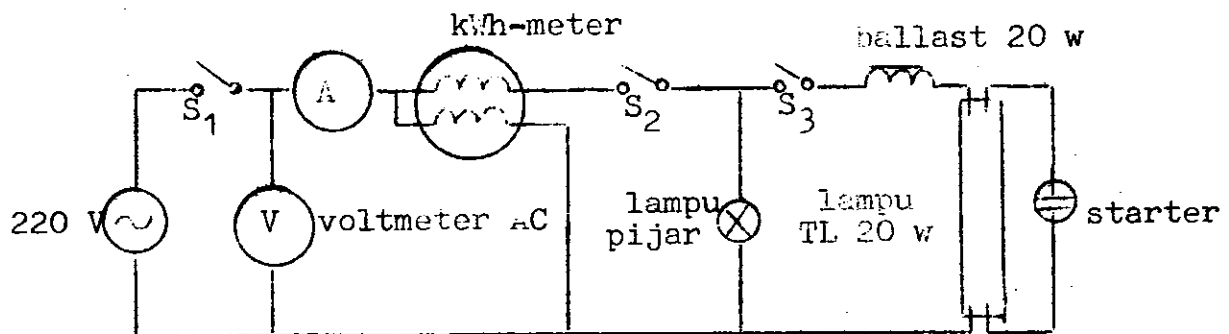 kWh-meter
ballast 20 w
S1
A
S2
S3
220 V
V
voltmeter AC
lampu
pijar
lampu
TL 20 w
starter